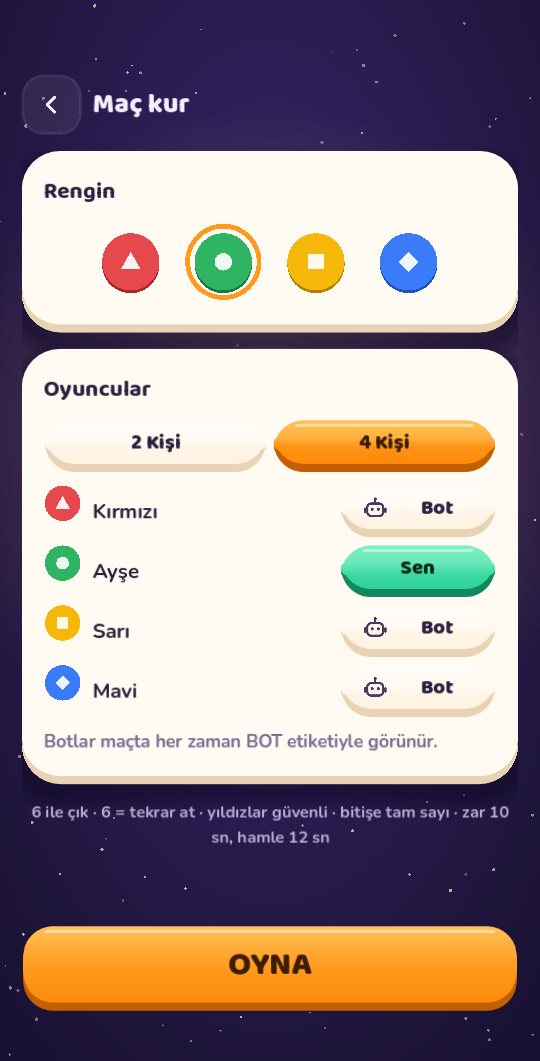 Maç kur
Rengin
Oyuncular
2 Kişi
4 Kişi
Kırmızı
Bot
Ayşe
Sen
Sarı
Bot
Mavi
Bot
Botlar maçta her zaman BOT etiketiyle görünür.
6 ile çık · 6 = tekrar at · yıldızlar güvenli · bitişe tam sayı · zar 10
sn, hamle 12 sn
OYNA